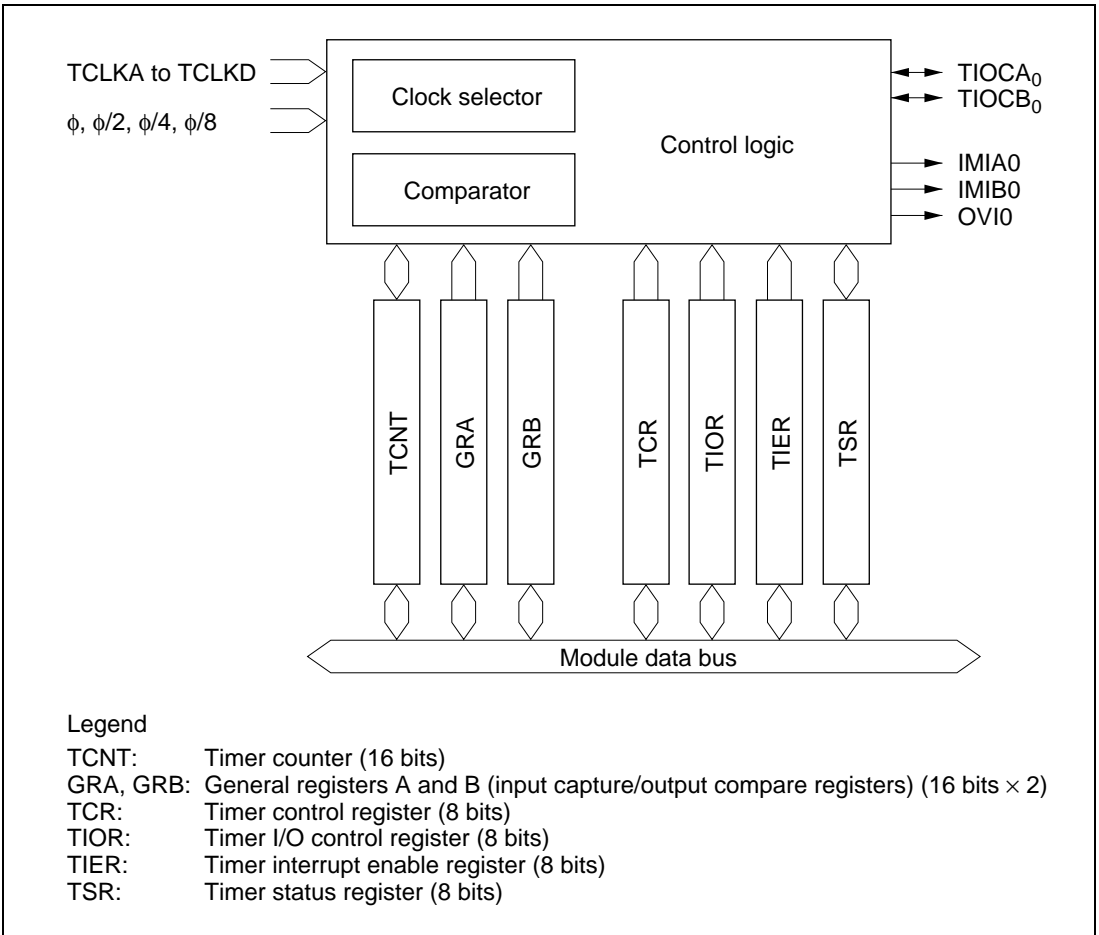 TCLKA to TCLKD
ϕ, ϕ/2, ϕ/4, ϕ/8
Clock selector
Comparator
Control logic
TIOCA₀
TIOCB₀
IMIA0
IMIB0
OVI0
TCNT
GRA
GRB
TCR
TIOR
TIER
TSR
Module data bus
Legend
TCNT: Timer counter (16 bits)
GRA, GRB: General registers A and B (input capture/output compare registers) (16 bits × 2)
TCR: Timer control register (8 bits)
TIOR: Timer I/O control register (8 bits)
TIER: Timer interrupt enable register (8 bits)
TSR: Timer status register (8 bits)